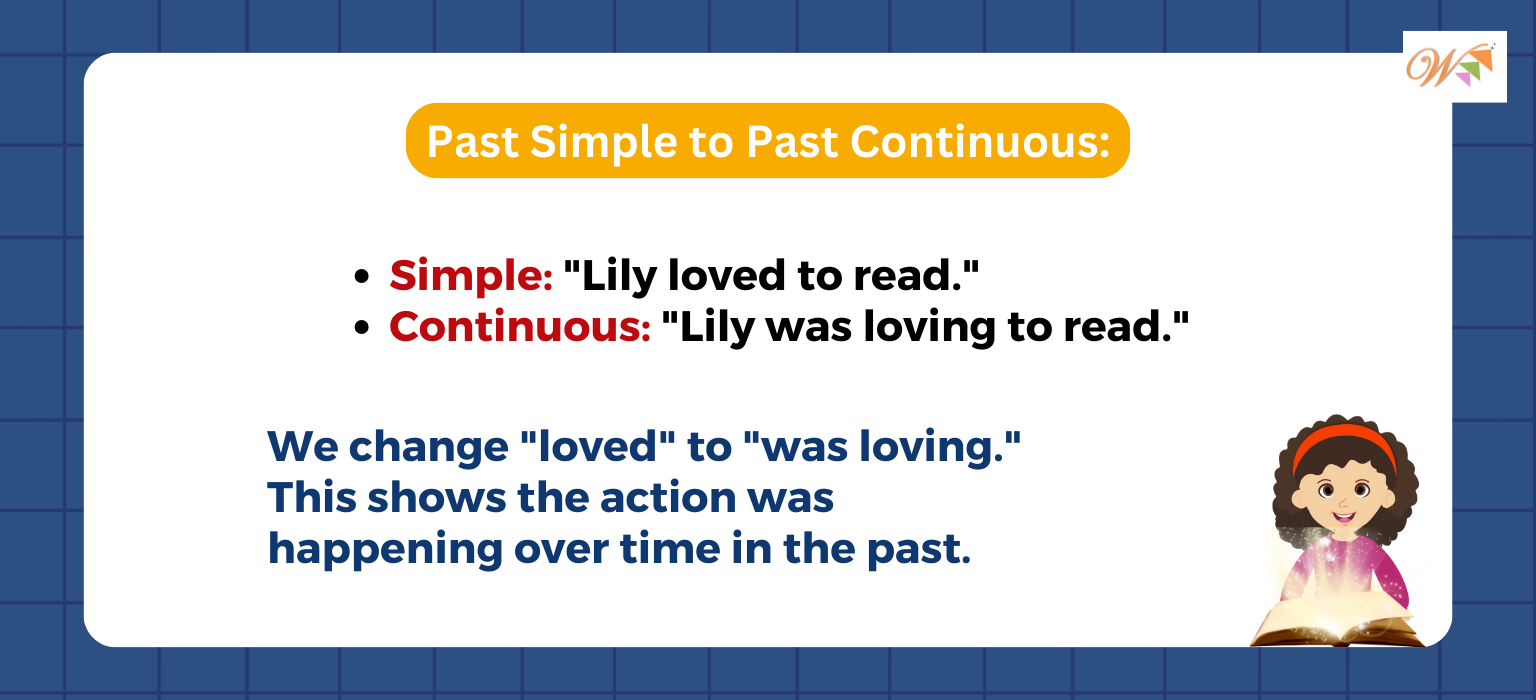 Past Simple to Past Continuous:
• Simple: "Lily loved to read."
• Continuous: "Lily was loving to read."
We change "loved" to "was loving."
This shows the action was
happening over time in the past.